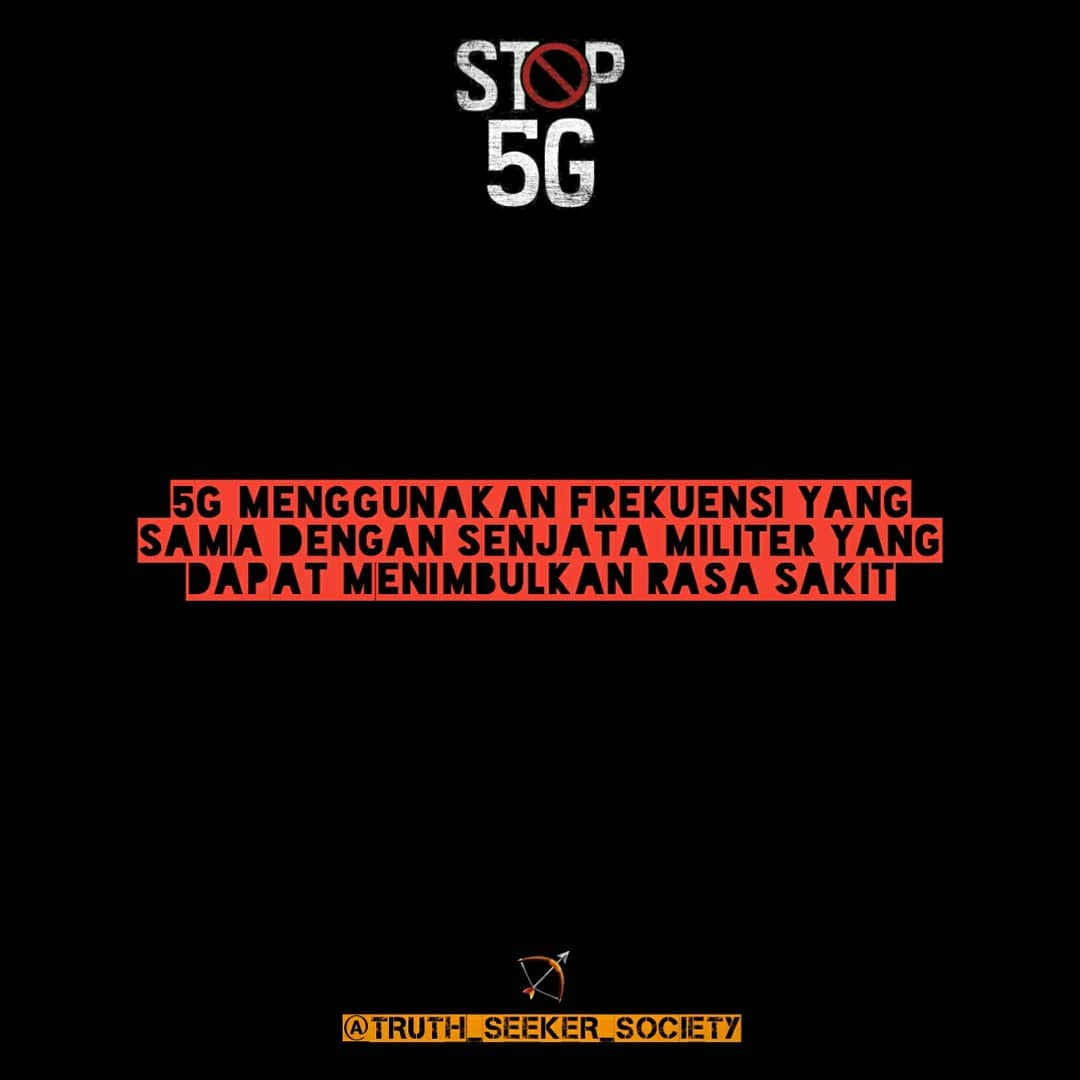 STOP
5G
5G MENGGUNAKAN FREKUENSI YANG
SAMA DENGAN SENJATA MILITER YANG
DAPAT MENIMBULKAN RASA SAKIT
@TRUTH_SEEKER_SOCIETY